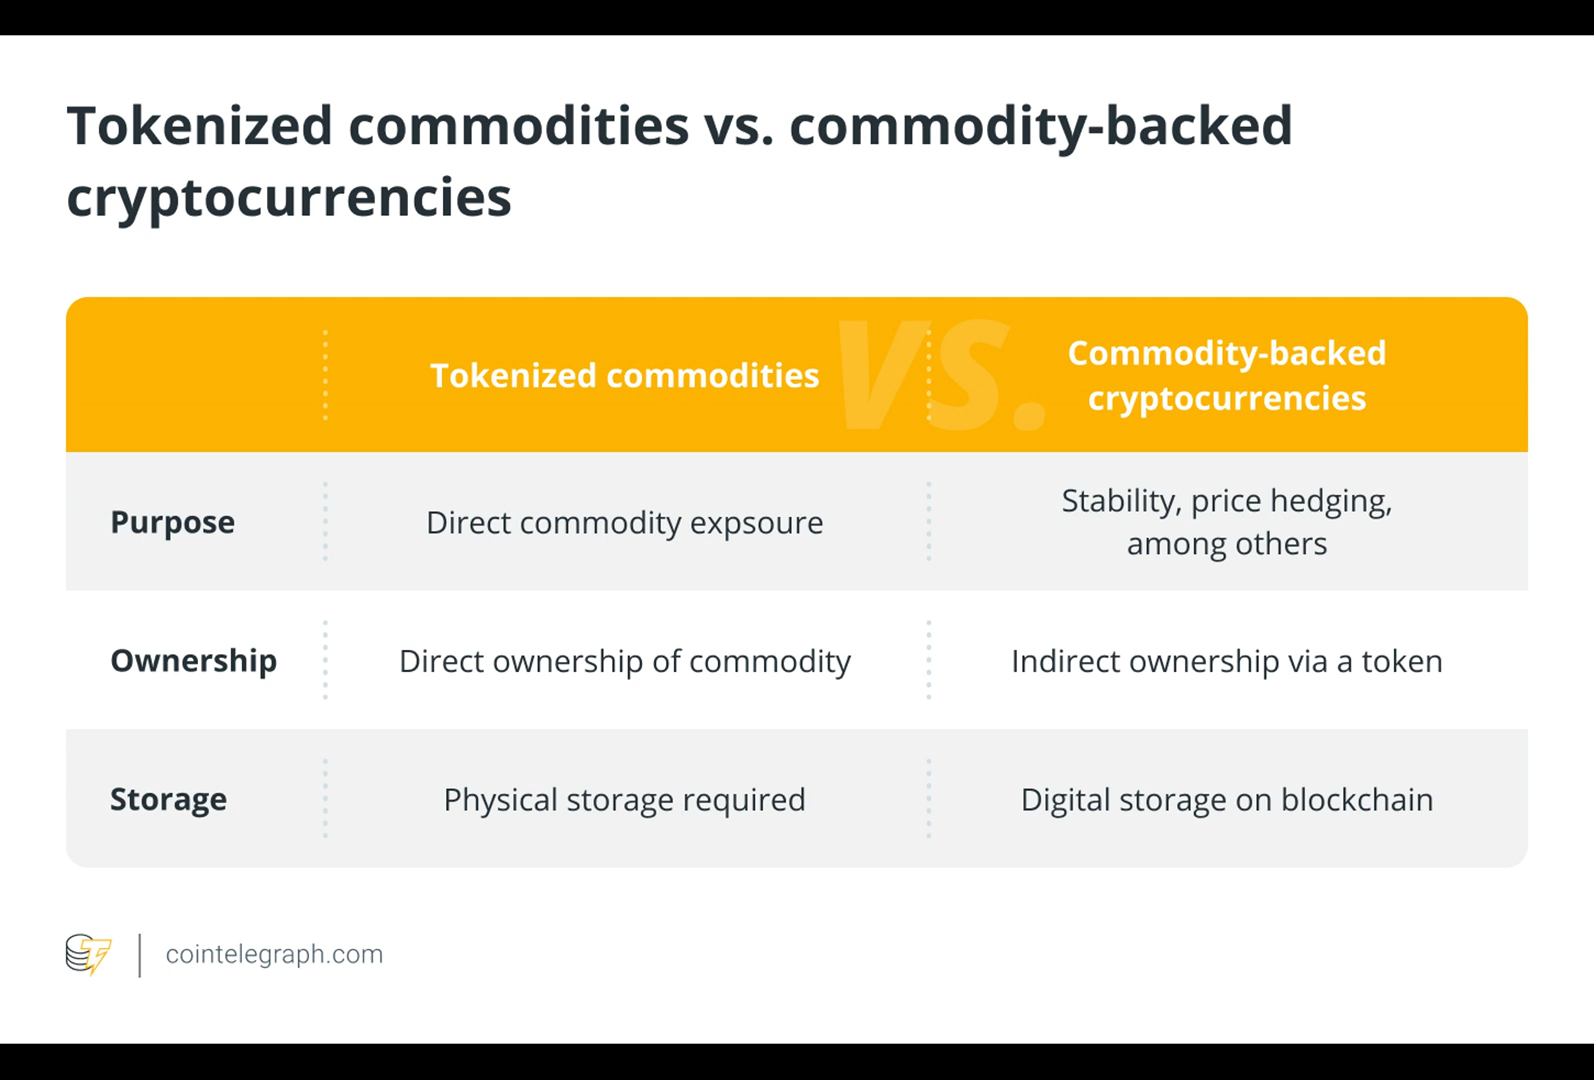 Tokenized commodities vs. commodity-backed
cryptocurrencies
VS.
Tokenized commodities
Commodity-backed
cryptocurrencies
Purpose
Direct commodity expsoure
Stability, price hedging,
among others
Ownership
Direct ownership of commodity
Indirect ownership via a token
Storage
Physical storage required
Digital storage on blockchain
cointelegraph.com